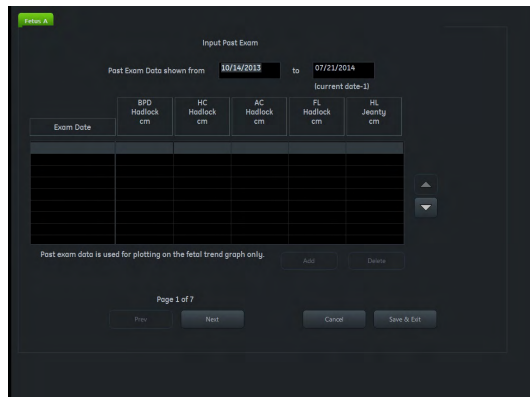 Fetus A
Input Past Exam
Past Exam Data shown from 10/14/2013 to 07/21/2014
(current date-1)
Exam Date
BPD Hadlock cm
HC Hadlock cm
AC Hadlock cm
FL Hadlock cm
HL Jeanty cm
Past exam data is used for plotting on the fetal trend graph only.
Add Delete
Page 1 of 7
Prev Next Cancel Save & Exit